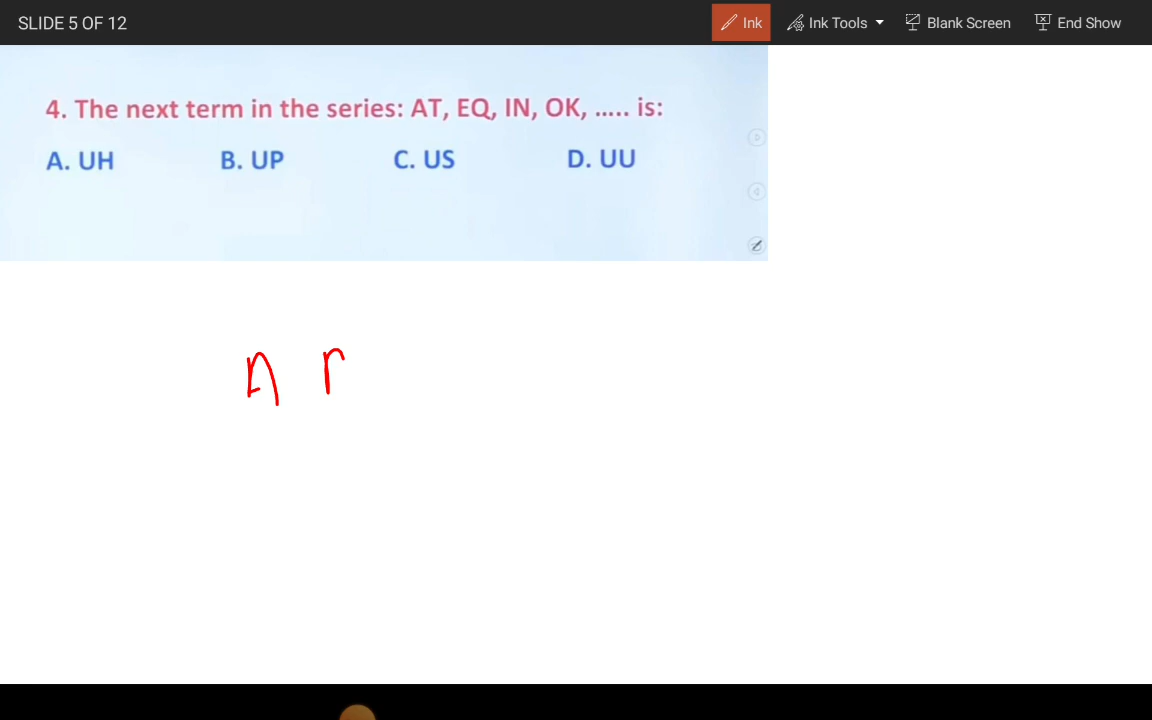 SLIDE 5 OF 12 Ink Ink Tools Blank Screen End Show
4. The next term in the series: AT, EQ, IN, OK, ..... is:
A. UH B. UP C. US D. UU